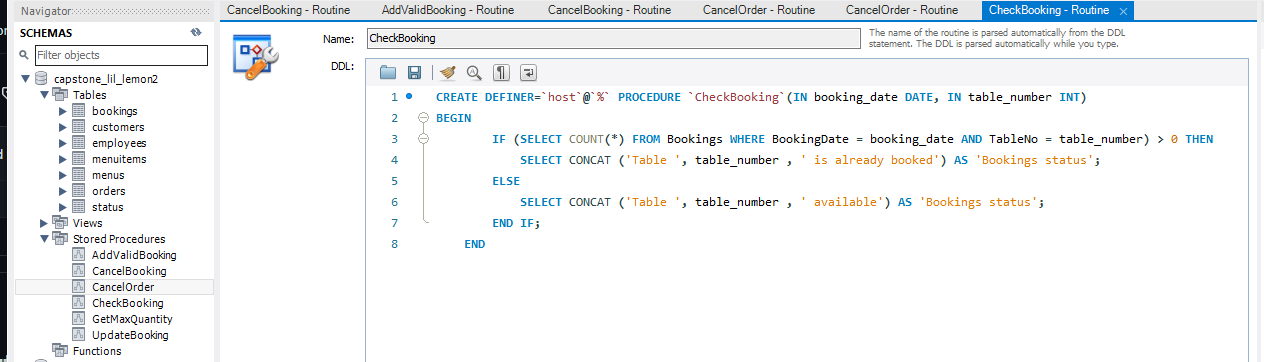 Navigator
SCHEMAS
Filter objects
capstone_lil_lemon2
Tables
bookings
customers
employees
menuitems
menus
orders
status
Views
Stored Procedures
AddValidBooking
CancelBooking
CancelOrder
CheckBooking
GetMaxQuantity
UpdateBooking
Functions
CancelBooking - Routine AddValidBooking - Routine CancelBooking - Routine CancelOrder - Routine CancelOrder - Routine CheckBooking - Routine ×
Name: CheckBooking
The name of the routine is parsed automatically from the DDL
statement. The DDL is parsed automatically while you type.
DDL:
1 CREATE DEFINER=`host`@`%` PROCEDURE `CheckBooking`(IN booking_date DATE, IN table_number INT)
2 BEGIN
3 IF (SELECT COUNT(*) FROM Bookings WHERE BookingDate = booking_date AND TableNo = table_number) > 0 THEN
4 SELECT CONCAT ('Table ', table_number , ' is already booked') AS 'Bookings status';
5 ELSE
6 SELECT CONCAT ('Table ', table_number , ' available') AS 'Bookings status';
7 END IF;
8 END